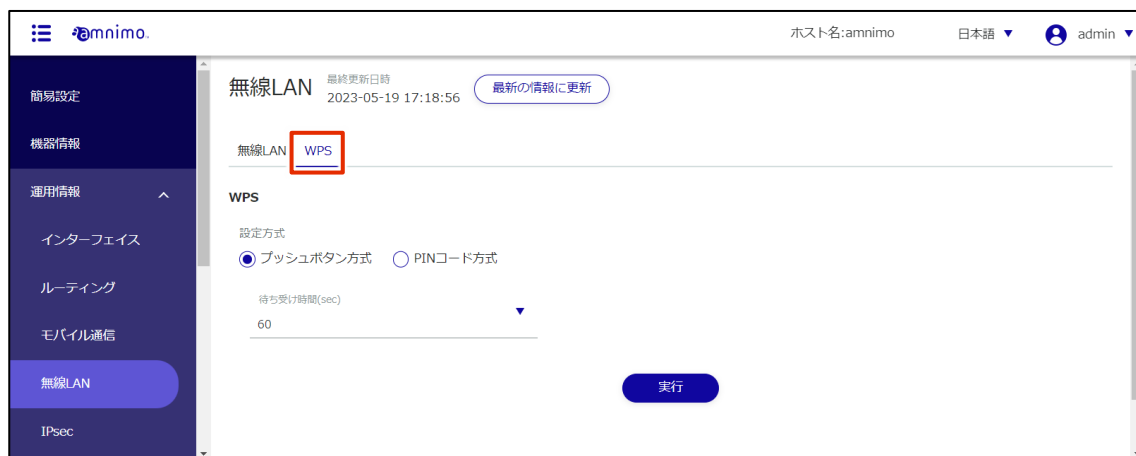 amnimo.
ホスト名:amnimo
日本語 ▼
admin ▼
簡易設定
機器情報
運用情報
インターフェイス
ルーティング
モバイル通信
無線LAN
IPsec
無線LAN
最終更新日時
2023-05-19 17:18:56
最新の情報に更新
無線LAN WPS
WPS
設定方式
プッシュボタン方式 PINコード方式
待ち受け時間(sec)
60
実行